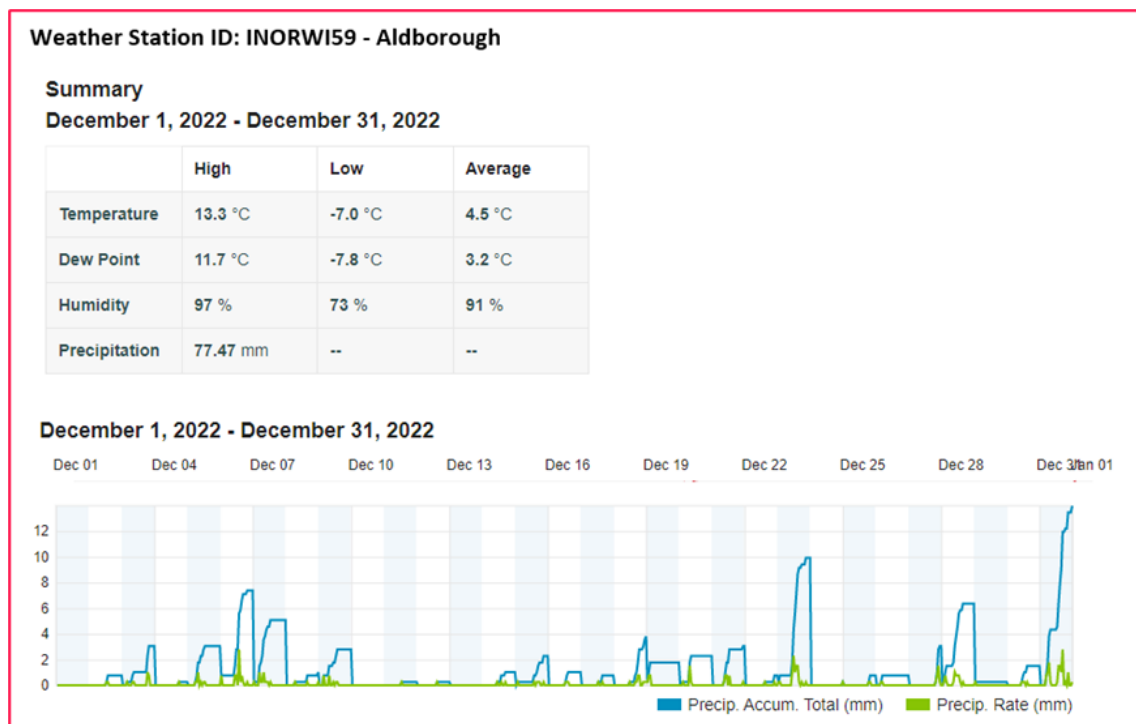 Weather Station ID: INORWI59 - Aldborough
Summary
December 1, 2022 - December 31, 2022
High Low Average
Temperature 13.3 °C -7.0 °C 4.5 °C
Dew Point 11.7 °C -7.8 °C 3.2 °C
Humidity 97 % 73 % 91 %
Precipitation 77.47 mm -- --
December 1, 2022 - December 31, 2022
Dec 01 Dec 04 Dec 07 Dec 10 Dec 13 Dec 16 Dec 19 Dec 22 Dec 25 Dec 28 Dec 31 Jan 01
12
10
8
6
4
2
0
Precip. Accum. Total (mm) Precip. Rate (mm)